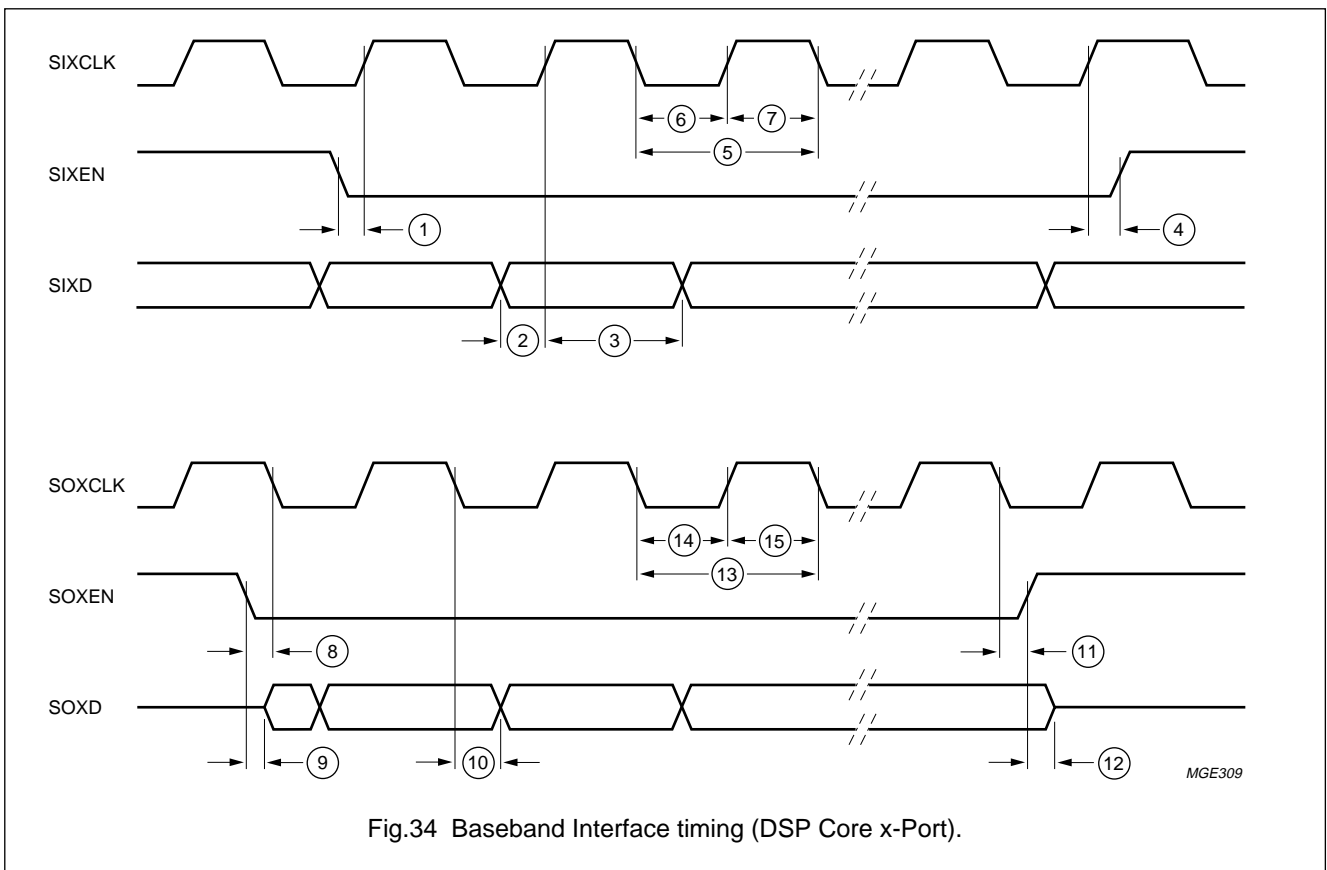 SIXCLK
6
7
5
SIXEN
1
4
SIXD
2
3
SOXCLK
14
15
13
SOXEN
8
11
SOXD
9
10
12
MGE309
Fig.34 Baseband Interface timing (DSP Core x-Port).